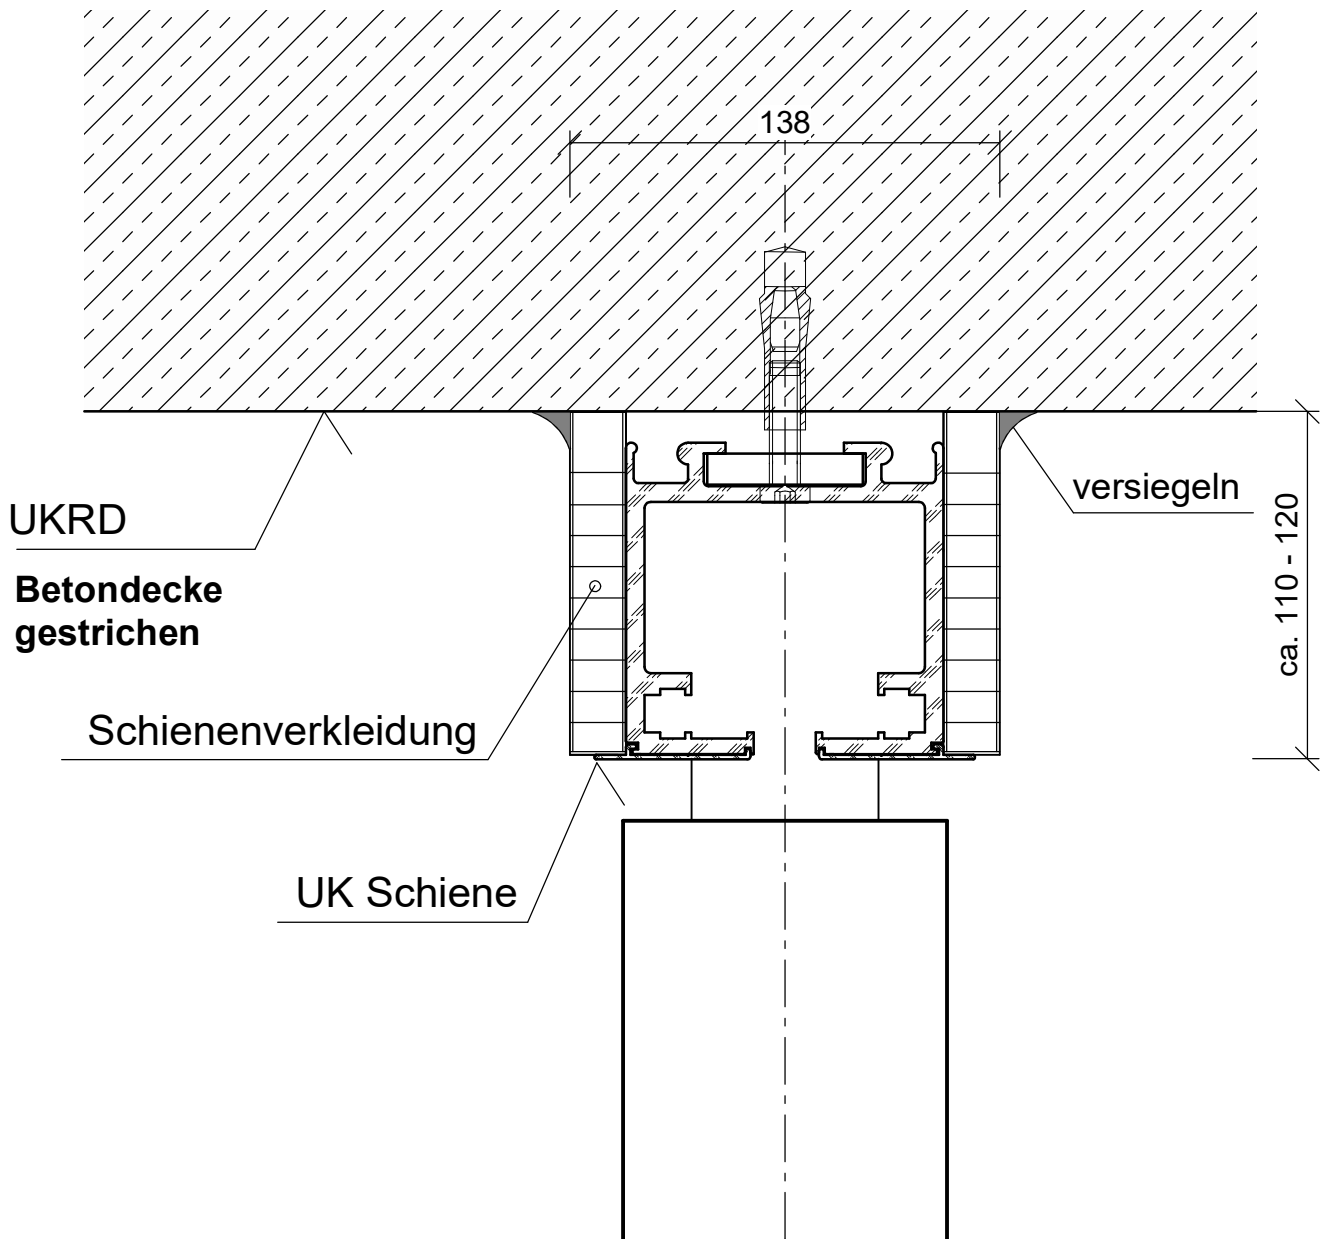 138
UKRD
Betondecke
gestrichen
versiegeln
ca. 110 - 120
Schienenverkleidung
UK Schiene